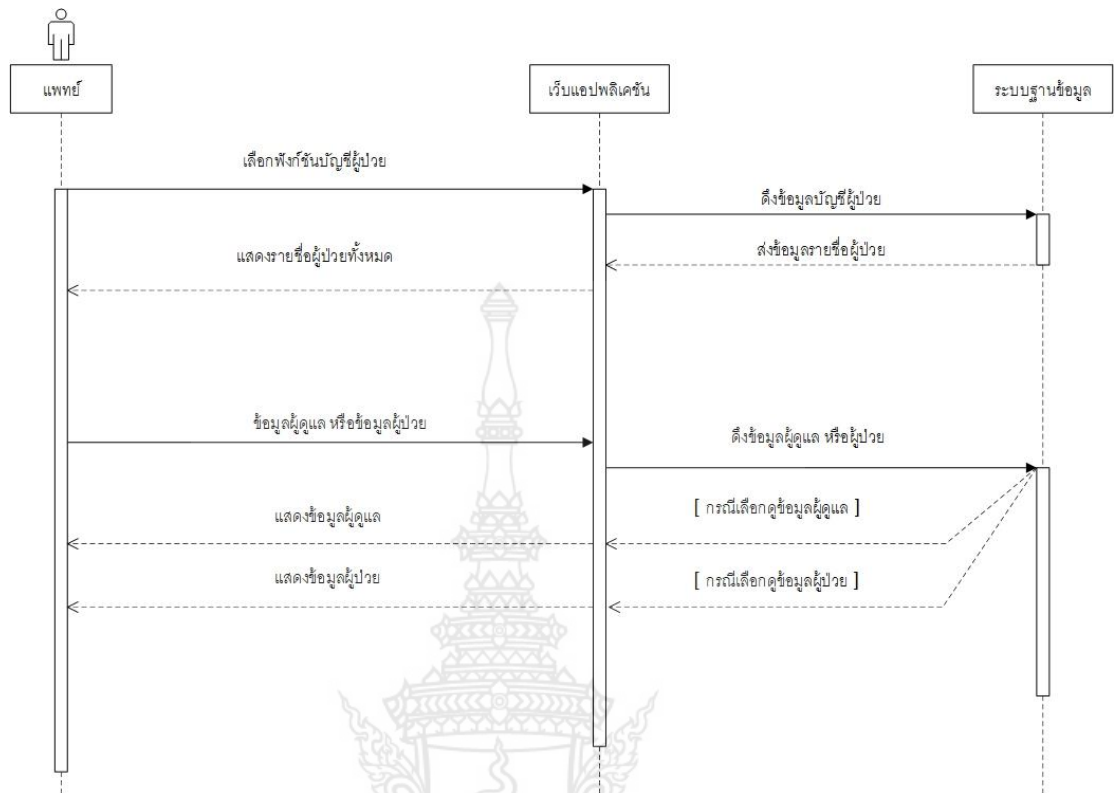 แพทย์
เว็บแอปพลิเคชัน
ระบบฐานข้อมูล
เลือกฟังก์ชันบัญชีผู้ป่วย
ดึงข้อมูลบัญชีผู้ป่วย
ส่งข้อมูลรายชื่อผู้ป่วย
แสดงรายชื่อผู้ป่วยทั้งหมด
ข้อมูลผู้ดูแล หรือข้อมูลผู้ป่วย
ดึงข้อมูลผู้ดูแล หรือผู้ป่วย
[ กรณีเลือกดูข้อมูลผู้ดูแล ]
แสดงข้อมูลผู้ดูแล
[ กรณีเลือกดูข้อมูลผู้ป่วย ]
แสดงข้อมูลผู้ป่วย